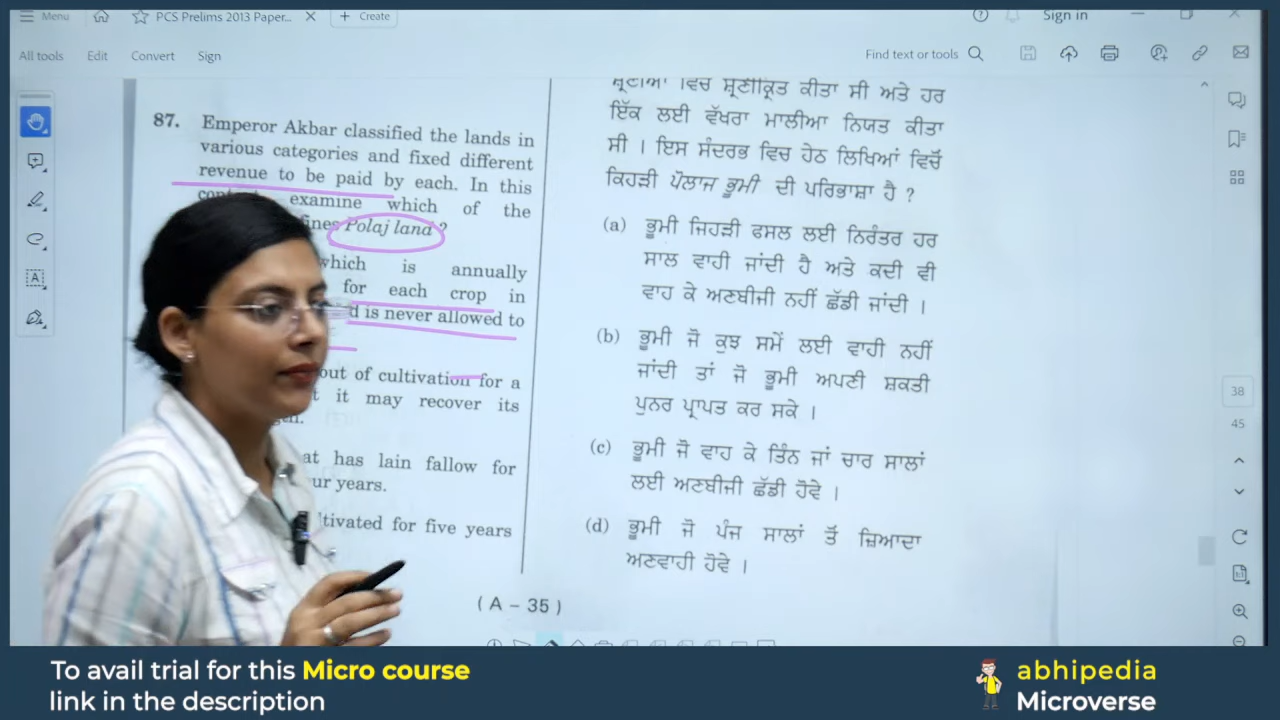 Menu
PCS Prelims 2013 Paper...
Create
Sign in
All tools Edit Convert Sign
Find text or tools
87. Emperor Akbar classified the lands in
various categories and fixed different
revenue to be paid by each. In this
examine which of the
Polaj land ?
which is annually
for each crop in
is never allowed to
out of cultivation for a
it may recover its
has lain fallow for
years.
for five years
ਸ਼੍ਰੇਣੀਆਂ ਵਿਚ ਸ਼੍ਰੇਣੀਕ੍ਰਿਤ ਕੀਤਾ ਸੀ ਅਤੇ ਹਰ
ਇੱਕ ਲਈ ਵੱਖਰਾ ਮਾਲੀਆ ਨਿਯਤ ਕੀਤਾ
ਸੀ । ਇਸ ਸੰਦਰਭ ਵਿਚ ਹੇਠ ਲਿਖਿਆਂ ਵਿਚੋਂ
ਕਿਹੜੀ ਪੌਲਾਜ ਭੂਮੀ ਦੀ ਪਰਿਭਾਸ਼ਾ ਹੈ ?
(a) ਭੂਮੀ ਜਿਹੜੀ ਫਸਲ ਲਈ ਨਿਰੰਤਰ ਹਰ
ਸਾਲ ਵਾਹੀ ਜਾਂਦੀ ਹੈ ਅਤੇ ਕਦੀ ਵੀ
ਵਾਹ ਕੇ ਅਣਬੀਜੀ ਨਹੀਂ ਛੱਡੀ ਜਾਂਦੀ ।
(b) ਭੂਮੀ ਜੋ ਕੁਝ ਸਮੇਂ ਲਈ ਵਾਹੀ ਨਹੀਂ
ਜਾਂਦੀ ਤਾਂ ਜੋ ਭੂਮੀ ਅਪਣੀ ਸ਼ਕਤੀ
ਪੁਨਰ ਪ੍ਰਾਪਤ ਕਰ ਸਕੇ ।
(c) ਭੂਮੀ ਜੋ ਵਾਹ ਕੇ ਤਿੰਨ ਜਾਂ ਚਾਰ ਸਾਲਾਂ
ਲਈ ਅਣਬੀਜੀ ਛੱਡੀ ਹੋਵੇ ।
(d) ਭੂਮੀ ਜੋ ਪੰਜ ਸਾਲਾਂ ਤੋਂ ਜ਼ਿਆਦਾ
ਅਣਵਾਹੀ ਹੋਵੇ ।
38
45
( A – 35 )
To avail trial for this Micro course
link in the description
abhipedia
Microverse